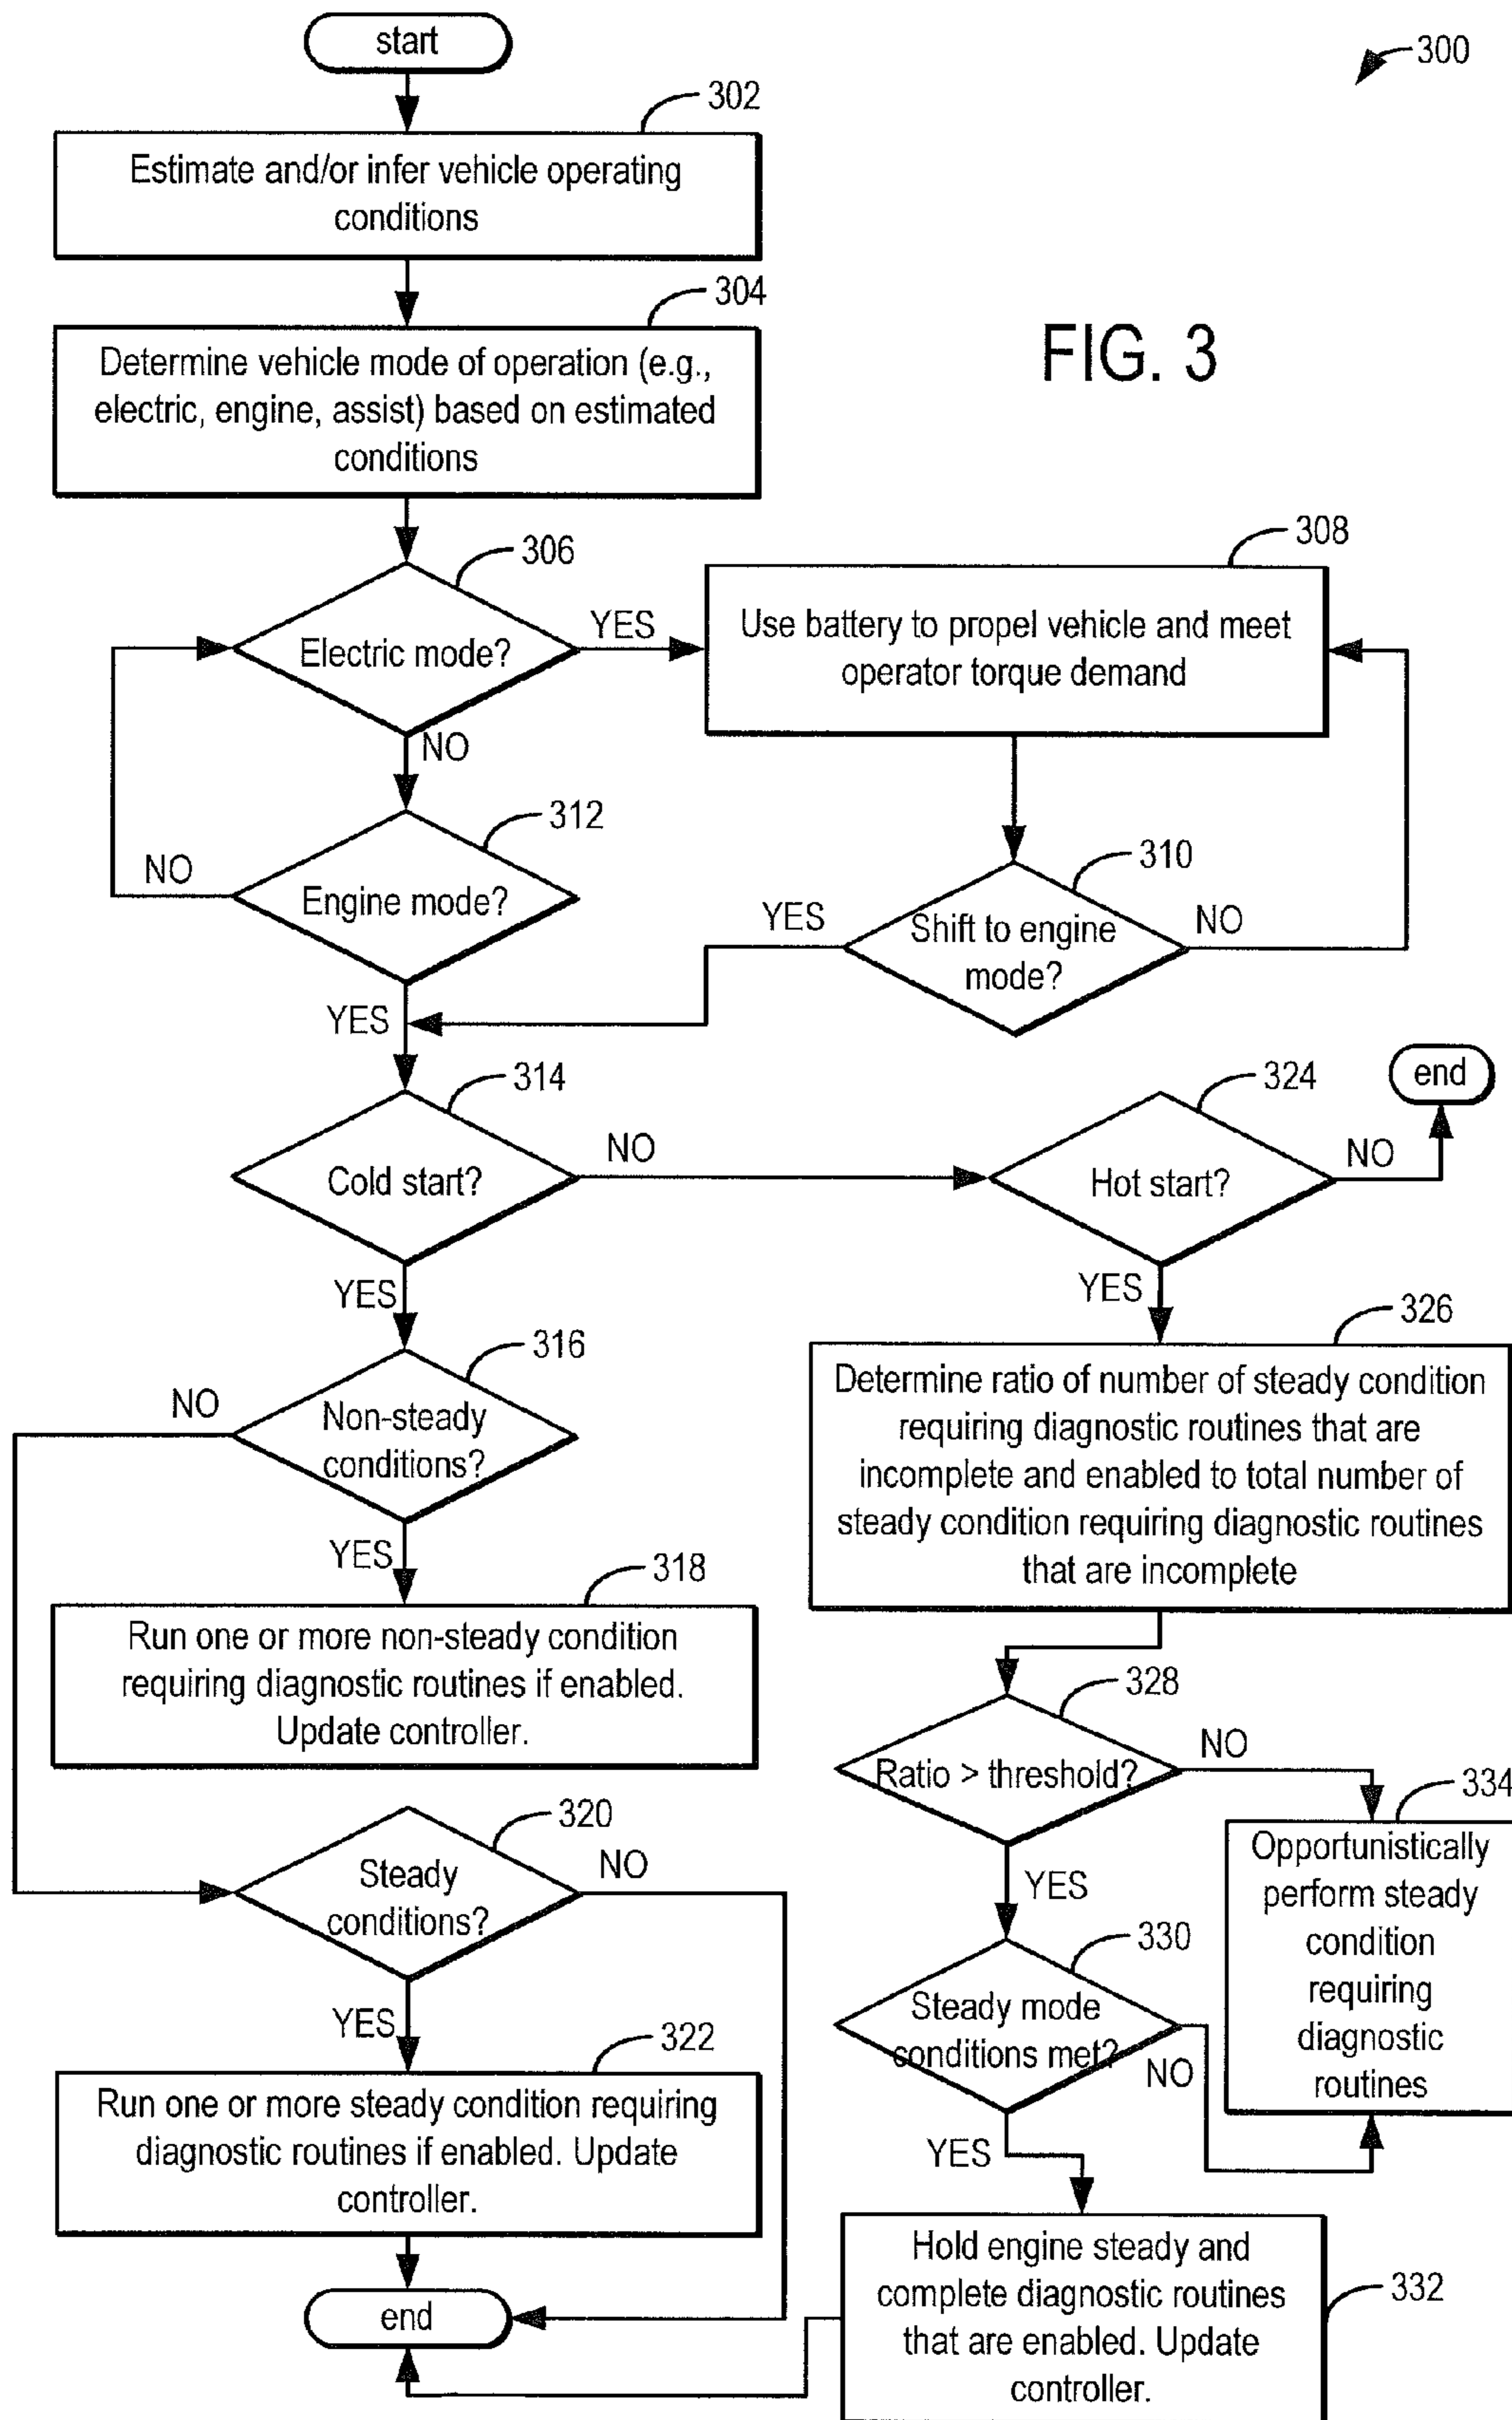 start
300
302
Estimate and/or infer vehicle operating
conditions
304
FIG. 3
Determine vehicle mode of operation (e.g.,
electric, engine, assist) based on estimated
conditions
306
Electric mode?
YES
NO
308
Use battery to propel vehicle and meet
operator torque demand
312
Engine mode?
NO
YES
310
Shift to engine
mode?
YES
NO
314
Cold start?
NO
YES
324
Hot start?
NO
end
YES
316
Non-steady
conditions?
NO
YES
326
Determine ratio of number of steady condition
requiring diagnostic routines that are
incomplete and enabled to total number of
steady condition requiring diagnostic routines
that are incomplete
318
Run one or more non-steady condition
requiring diagnostic routines if enabled.
Update controller.
328
Ratio > threshold?
NO
YES
334
Opportunistically
perform steady
condition
requiring
diagnostic
routines
320
Steady
conditions?
NO
YES
330
Steady mode
conditions met?
NO
YES
322
Run one or more steady condition requiring
diagnostic routines if enabled. Update
controller.
332
Hold engine steady and
complete diagnostic routines
that are enabled. Update
controller.
end